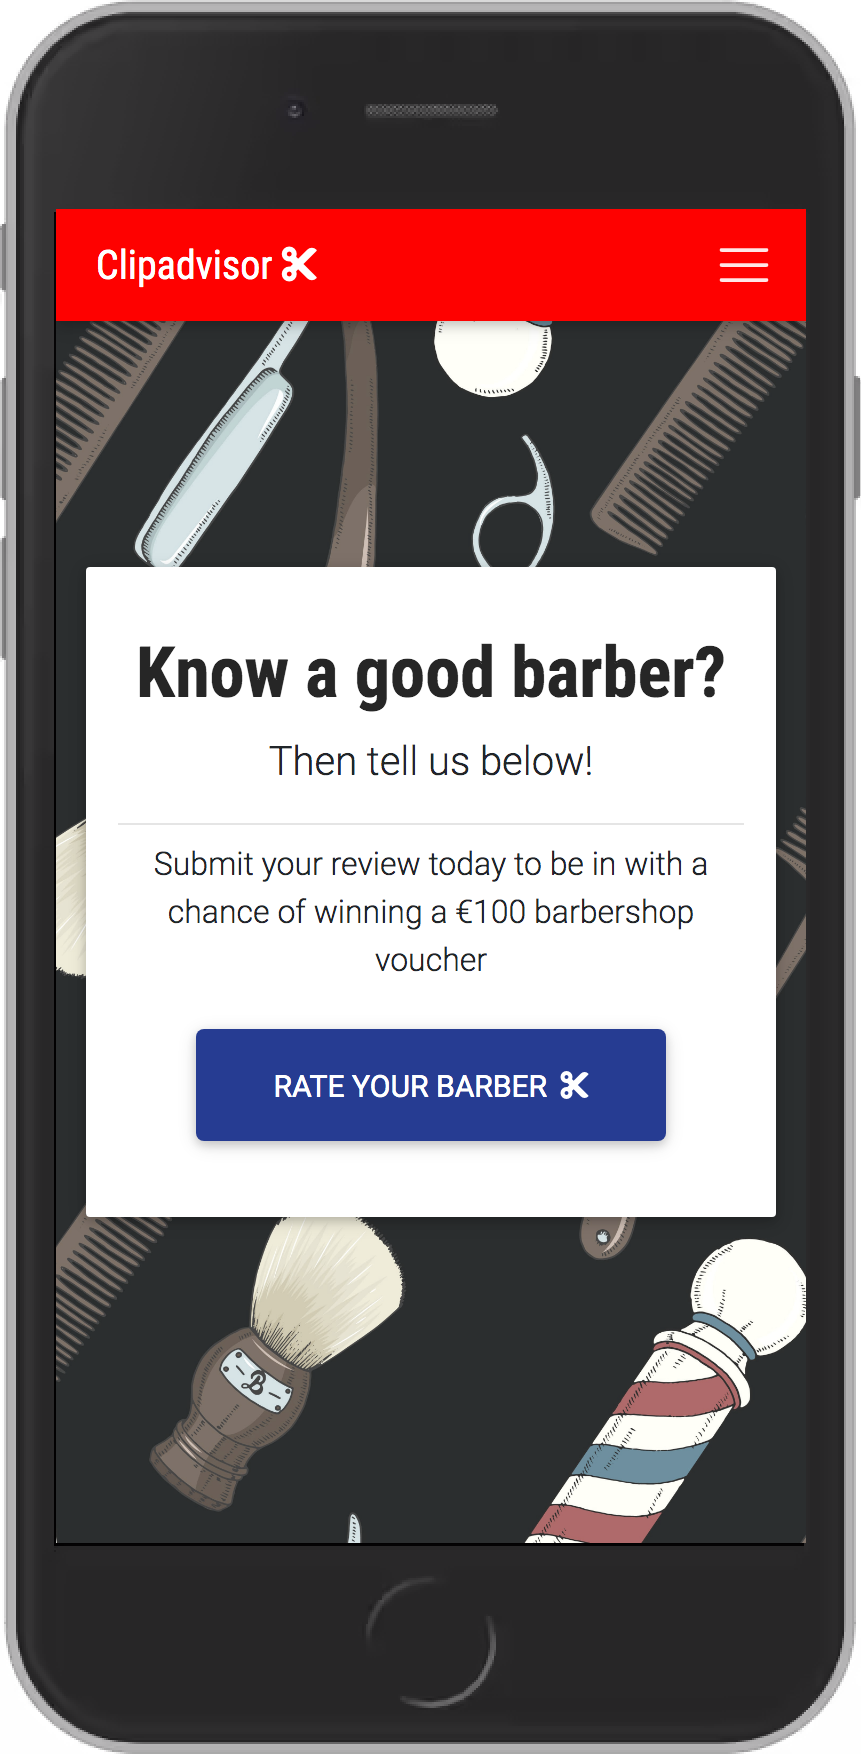 Clipadvisor
Know a good barber?
Then tell us below!
Submit your review today to be in with a
chance of winning a €100 barbershop
voucher
RATE YOUR BARBER
B